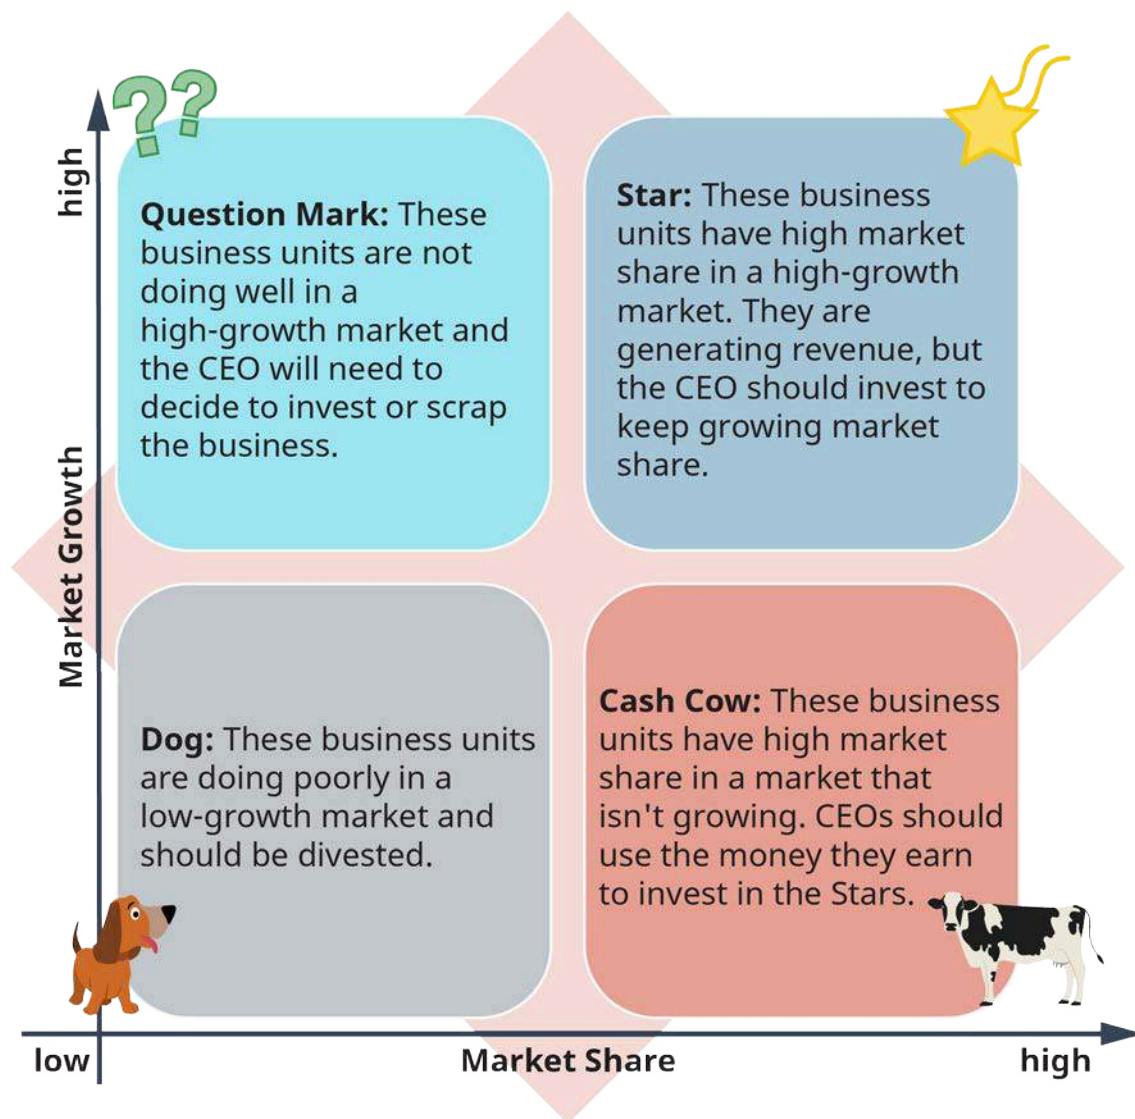 ??
high
Question Mark: These
business units are not
doing well in a
high-growth market and
the CEO will need to
decide to invest or scrap
the business.
Star: These business
units have high market
share in a high-growth
market. They are
generating revenue, but
the CEO should invest to
keep growing market
share.
Market Growth
Dog: These business units
are doing poorly in a
low-growth market and
should be divested.
Cash Cow: These business
units have high market
share in a market that
isn't growing. CEOs should
use the money they earn
to invest in the Stars.
low
Market Share
high